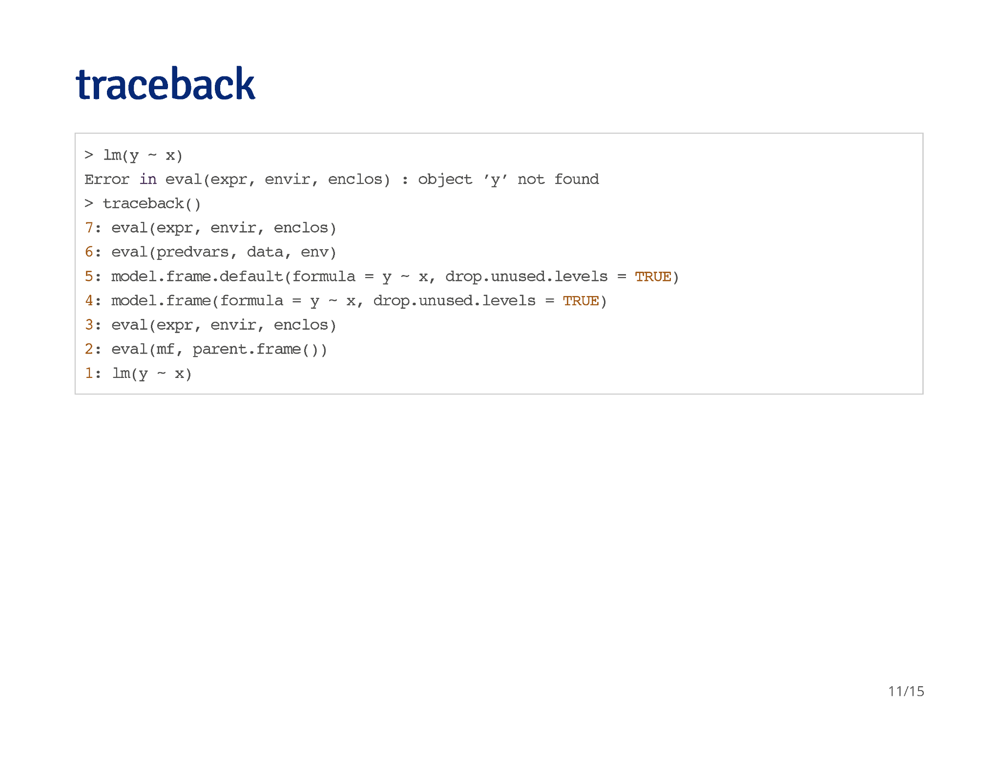 traceback
> lm(y ~ x)
Error in eval(expr, envir, enclos) : object ’y’ not found
> traceback()
7: eval(expr, envir, enclos)
6: eval(predvars, data, env)
5: model.frame.default(formula = y ~ x, drop.unused.levels = TRUE)
4: model.frame(formula = y ~ x, drop.unused.levels = TRUE)
3: eval(expr, envir, enclos)
2: eval(mf, parent.frame())
1: lm(y ~ x)
11/15